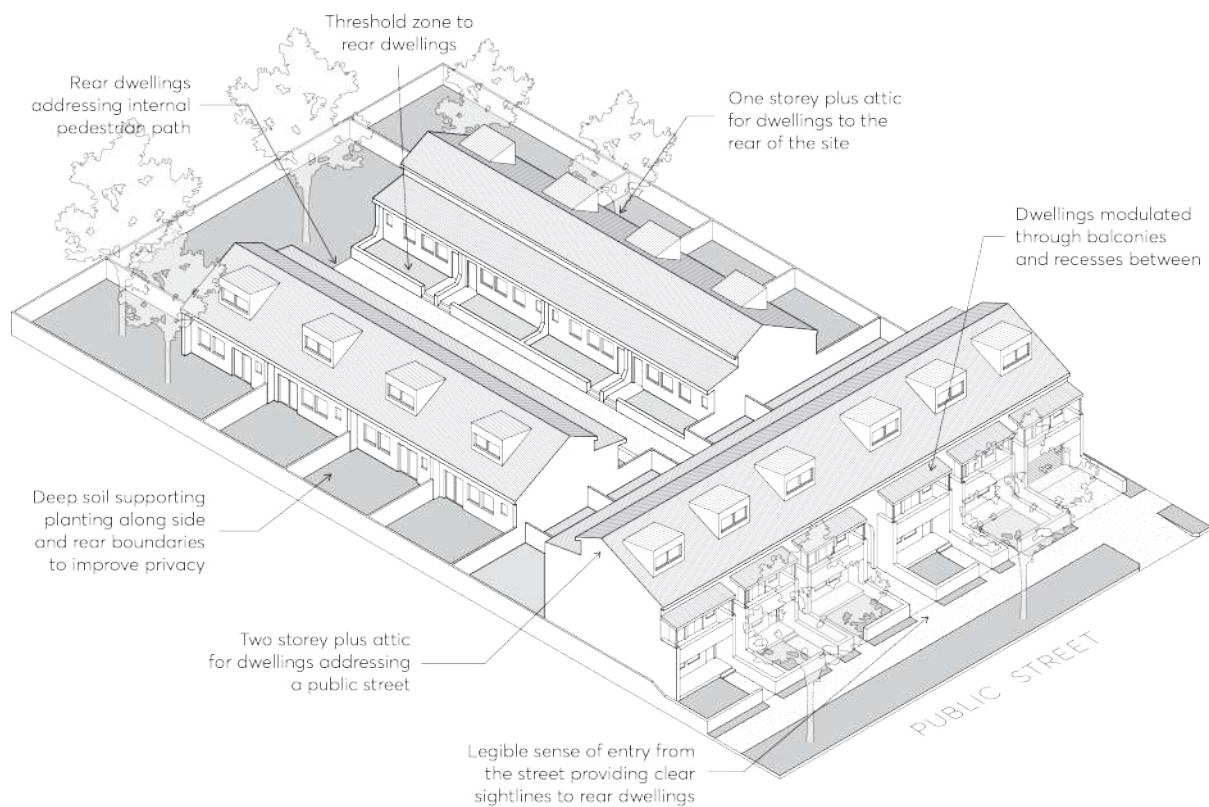 Threshold zone to
rear dwellings
Rear dwellings
addressing internal
pedestrian path
One storey plus attic
for dwellings to the
rear of the site
Dwellings modulated
through balconies
and recesses between
Deep soil supporting
planting along side
and rear boundaries
to improve privacy
Two storey plus attic
for dwellings addressing
a public street
PUBLIC STREET
Legible sense of entry from
the street providing clear
sightlines to rear dwellings